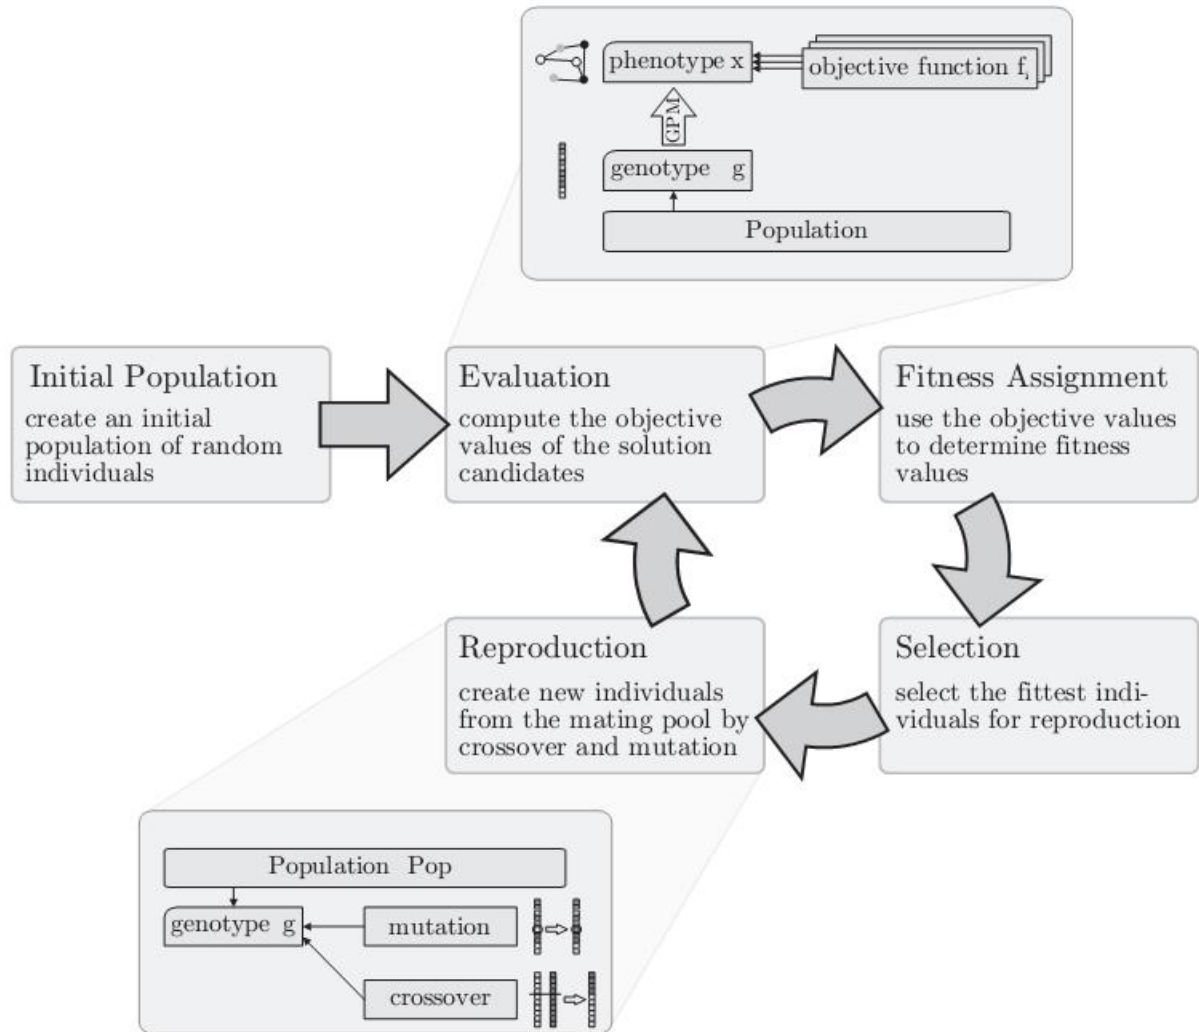 phenotype x
objective function fᵢ
GPM
genotype g
Population
Initial Population
create an initial
population of random
individuals
Evaluation
compute the objective
values of the solution
candidates
Fitness Assignment
use the objective values
to determine fitness
values
Reproduction
create new individuals
from the mating pool by
crossover and mutation
Selection
select the fittest indi-
viduals for reproduction
Population Pop
genotype g
mutation
crossover